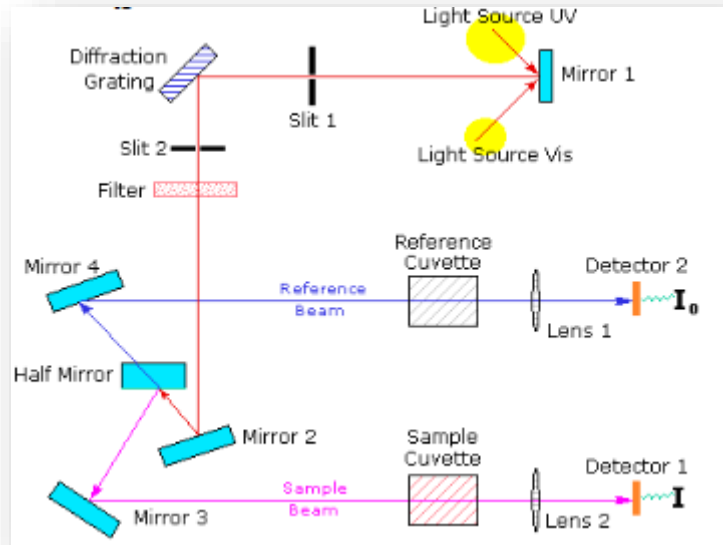 Light Source UV
Diffraction
Grating
Mirror 1
Slit 1
Slit 2
Light Source Vis
Filter
Reference
Cuvette
Mirror 4
Detector 2
Reference
Beam
I0
Lens 1
Half Mirror
Mirror 2
Sample
Cuvette
Detector 1
Sample
Beam
I
Mirror 3
Lens 2